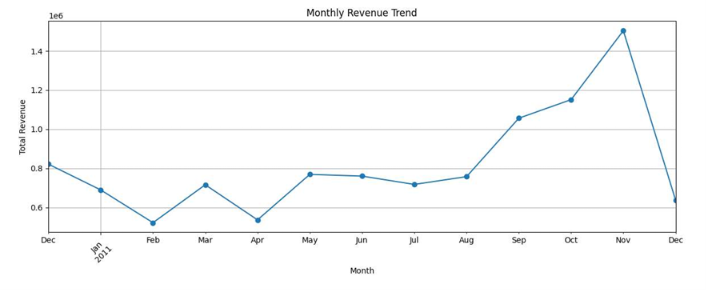 Monthly Revenue Trend
1e6
1.4
1.2
1.0
0.8
0.6
Total Revenue
Dec Jan Feb Mar Apr May Jun Jul Aug Sep Oct Nov Dec
2011
Month